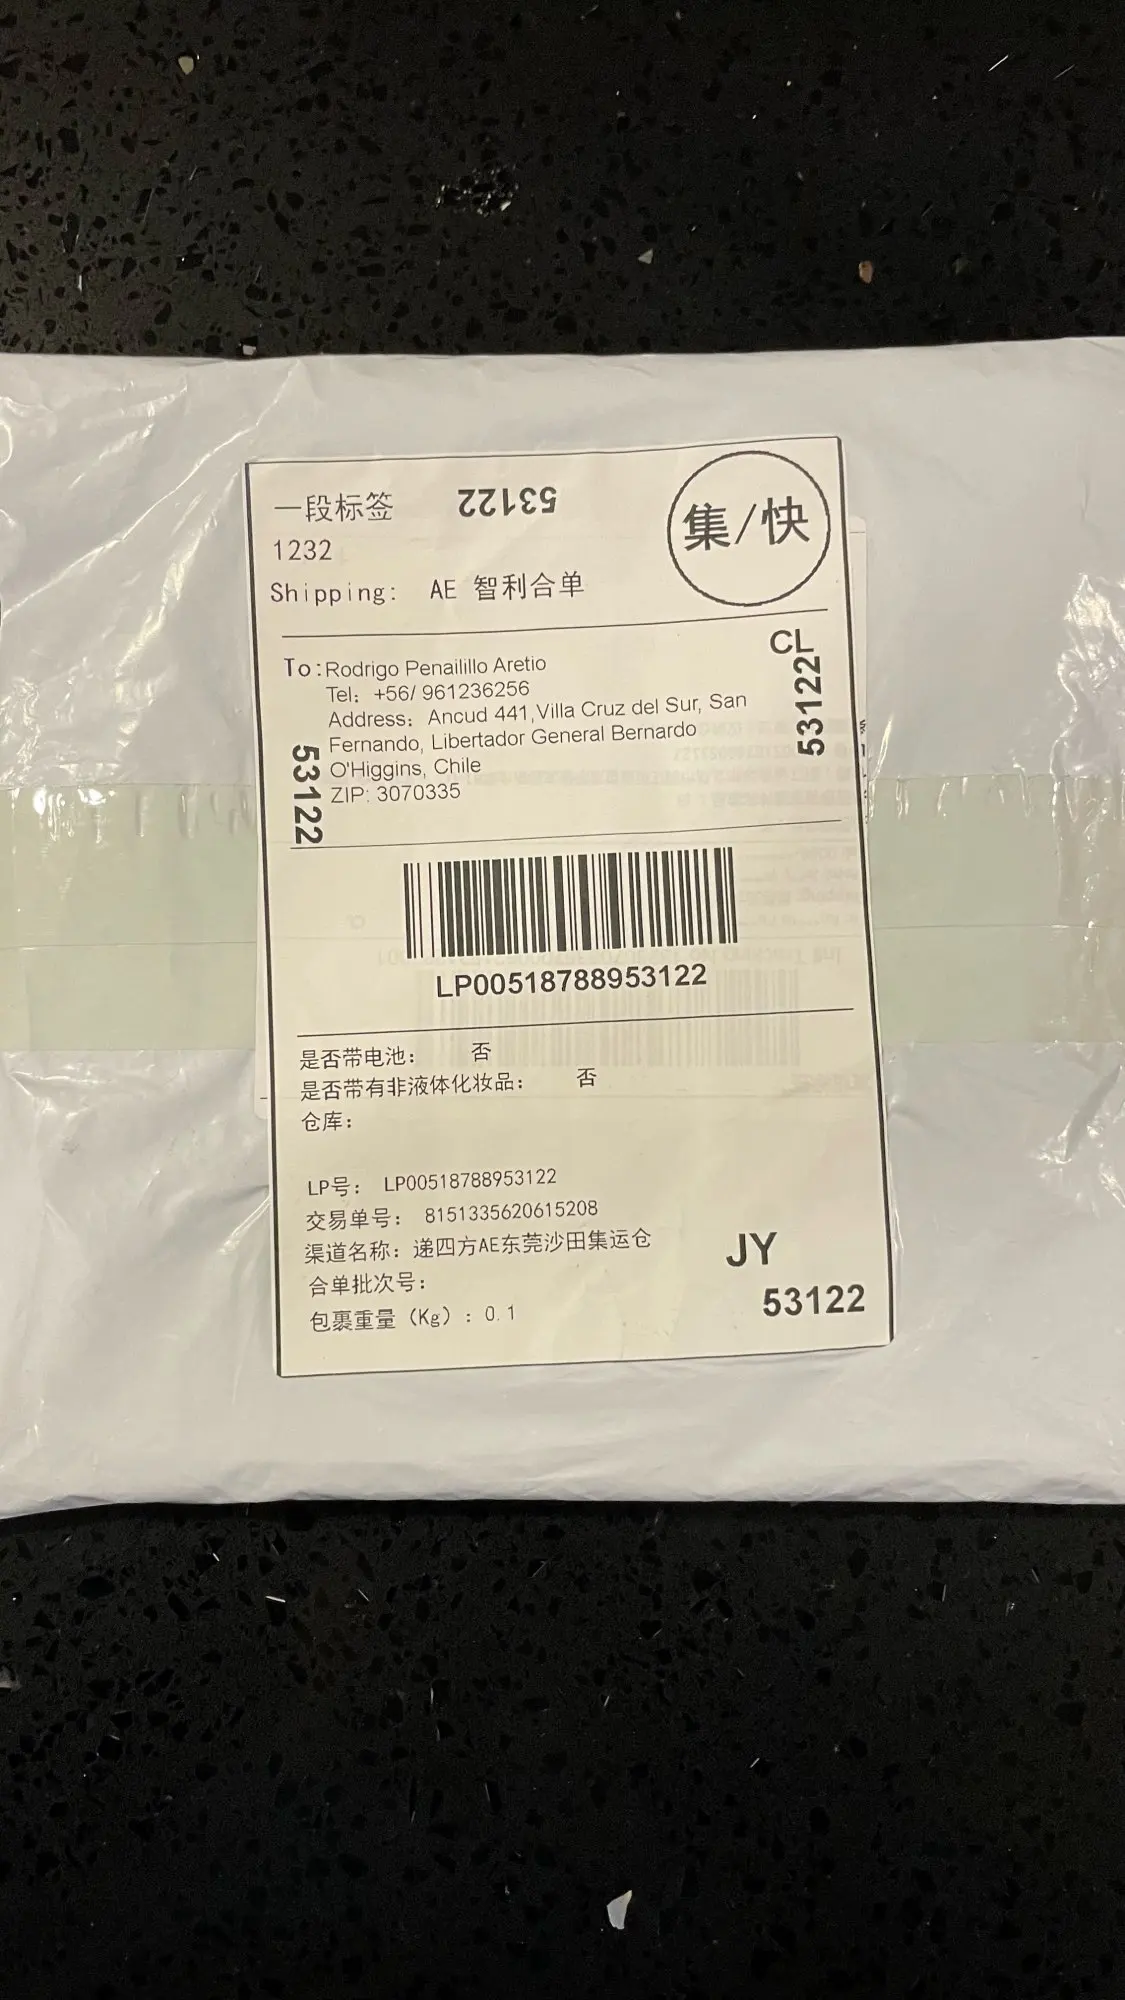 一段标签
53122
集/快
1232
Shipping: AE 智利合单
CL
53122
To:Rodrigo Penailillo Aretio
Tel: +56/ 961236256
Address: Ancud 441,Villa Cruz del Sur, San
Fernando, Libertador General Bernardo
O'Higgins, Chile
ZIP: 3070335
53122
LP00518788953122
是否带电池： 否
是否带有非液体化妆品： 否
仓库：
LP号： LP00518788953122
交易单号： 8151335620615208
渠道名称：递四方AE东莞沙田集运仓
合单批次号：
包裹重量（Kg）：0.1
JY
53122